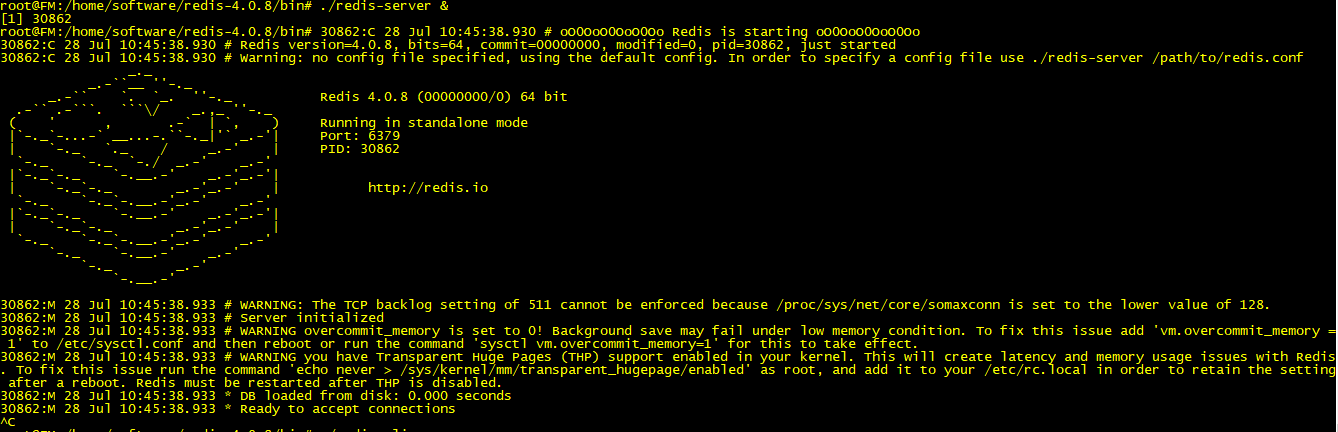 root@FM:/home/software/redis-4.0.8/bin# ./redis-server &
[1] 30862
root@FM:/home/software/redis-4.0.8/bin# 30862:C 28 Jul 10:45:38.930 # oO0OoO0OoO0Oo Redis is starting oO0OoO0OoO0Oo
30862:C 28 Jul 10:45:38.930 # Redis version=4.0.8, bits=64, commit=00000000, modified=0, pid=30862, just started
30862:C 28 Jul 10:45:38.930 # Warning: no config file specified, using the default config. In order to specify a config file use ./redis-server /path/to/redis.conf
Redis 4.0.8 (00000000/0) 64 bit
Running in standalone mode
Port: 6379
PID: 30862
http://redis.io
30862:M 28 Jul 10:45:38.933 # WARNING: The TCP backlog setting of 511 cannot be enforced because /proc/sys/net/core/somaxconn is set to the lower value of 128.
30862:M 28 Jul 10:45:38.933 # Server initialized
30862:M 28 Jul 10:45:38.933 # WARNING overcommit_memory is set to 0! Background save may fail under low memory condition. To fix this issue add 'vm.overcommit_memory =
1' to /etc/sysctl.conf and then reboot or run the command 'sysctl vm.overcommit_memory=1' for this to take effect.
30862:M 28 Jul 10:45:38.933 # WARNING you have Transparent Huge Pages (THP) support enabled in your kernel. This will create latency and memory usage issues with Redis
. To fix this issue run the command 'echo never > /sys/kernel/mm/transparent_hugepage/enabled' as root, and add it to your /etc/rc.local in order to retain the setting
after a reboot. Redis must be restarted after THP is disabled.
30862:M 28 Jul 10:45:38.933 * DB loaded from disk: 0.000 seconds
30862:M 28 Jul 10:45:38.933 * Ready to accept connections
^C